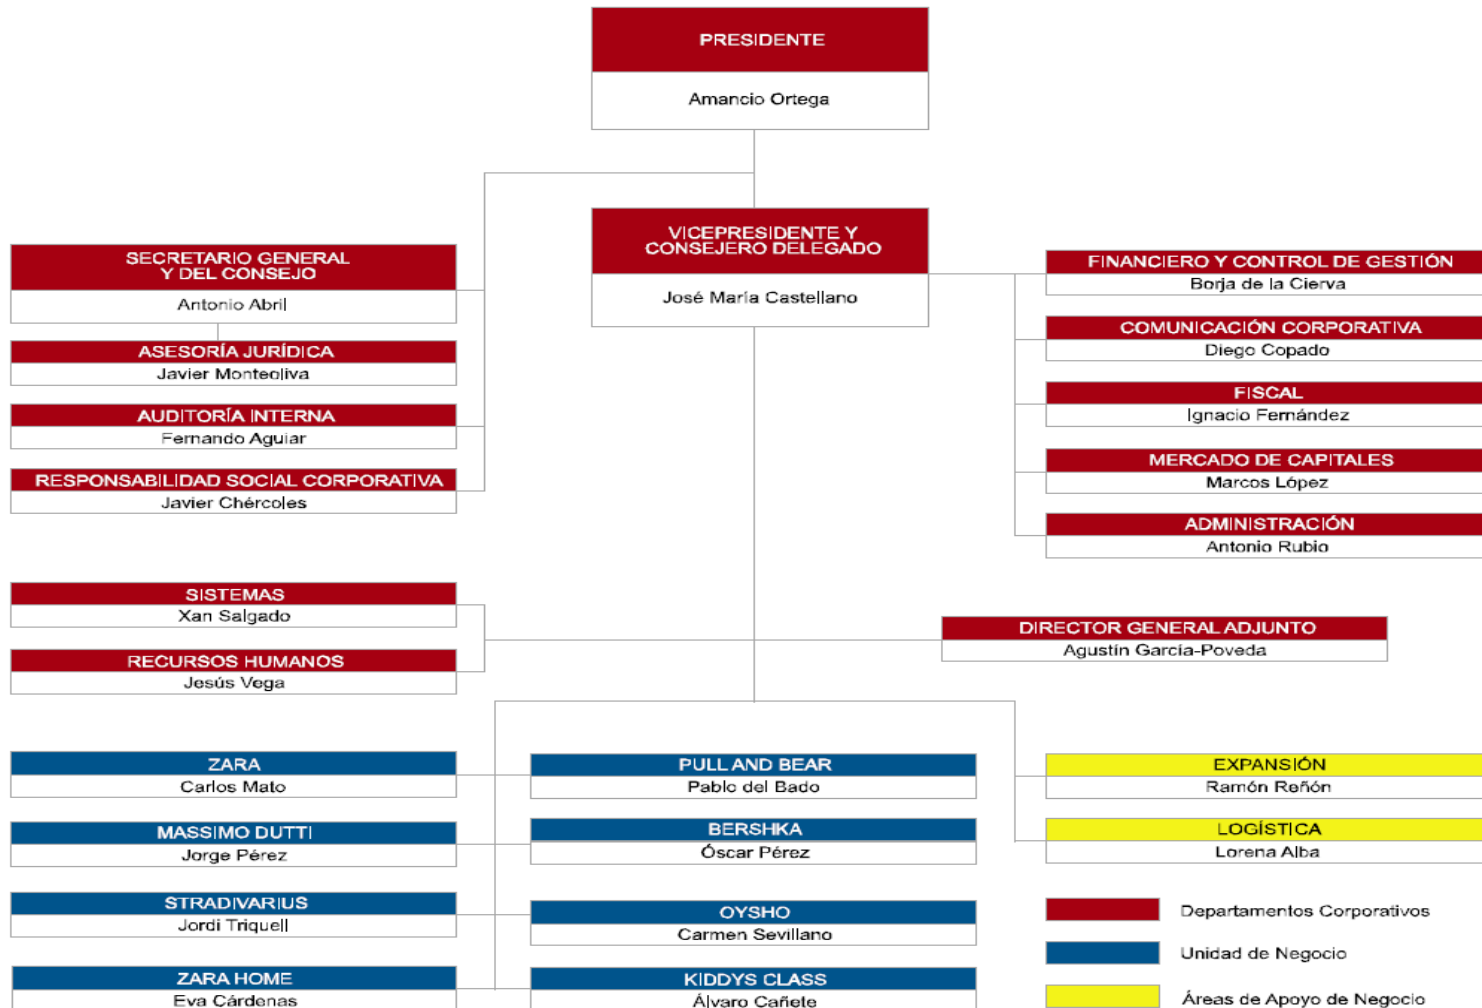 PRESIDENTE
Amancio Ortega
VICEPRESIDENTE Y
CONSEJERO DELEGADO
José María Castellano
SECRETARIO GENERAL
Y DEL CONSEJO
Antonio Abril
ASESORÍA JURÍDICA
Javier Monteoliva
AUDITORÍA INTERNA
Fernando Aguiar
RESPONSABILIDAD SOCIAL CORPORATIVA
Javier Chércoles
FINANCIERO Y CONTROL DE GESTIÓN
Borja de la Cierva
COMUNICACIÓN CORPORATIVA
Diego Copado
FISCAL
Ignacio Fernández
MERCADO DE CAPITALES
Marcos López
ADMINISTRACIÓN
Antonio Rubio
SISTEMAS
Xan Salgado
RECURSOS HUMANOS
Jesús Vega
DIRECTOR GENERAL ADJUNTO
Agustín García-Poveda
ZARA
Carlos Mato
MASSIMO DUTTI
Jorge Pérez
STRADIVARIUS
Jordi Triquell
ZARA HOME
Eva Cárdenas
PULL AND BEAR
Pablo del Bado
BERSHKA
Óscar Pérez
OYSHO
Carmen Sevillano
KIDDYS CLASS
Álvaro Cañete
EXPANSIÓN
Ramón Reñón
LOGÍSTICA
Lorena Alba
Departamentos Corporativos
Unidad de Negocio
Áreas de Apoyo de Negocio